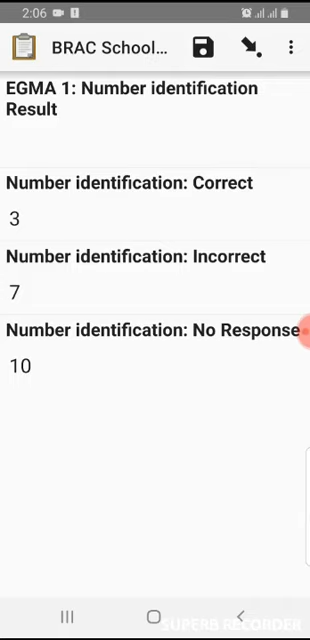 2:06
BRAC School...
EGMA 1: Number identification
Result
Number identification: Correct
3
Number identification: Incorrect
7
Number identification: No Response
10
SUPERB RECORDER